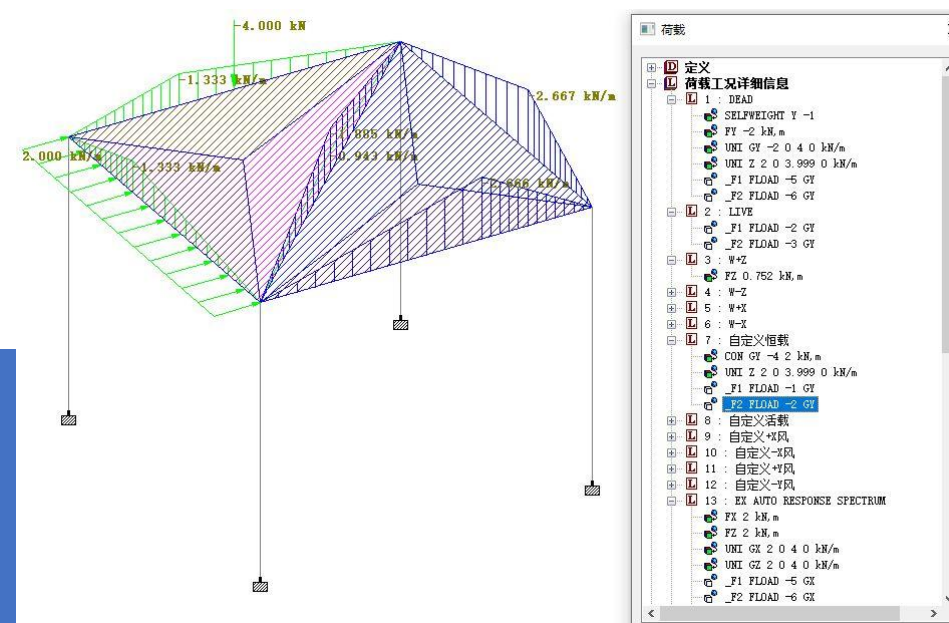 -4.000 kN
-1.333 kN/m
-2.667 kN/m
2.000 kN/m
-1.333 kN/m
-0.943 kN/m
荷载
定义
荷载工况详细信息
1 : DEAD
SELFWEIGHT Y -1
FY -2 kN,m
UNI GY -2 0 4 0 kN/m
UNI Z 2 0 3.999 0 kN/m
_F1 FLOAD -5 GY
_F2 FLOAD -6 GY
2 : LIVE
_F1 FLOAD -2 GY
_F2 FLOAD -3 GY
3 : W+Z
FZ 0.752 kN,m
4 : W-Z
5 : W+X
6 : W-X
7 : 自定义恒载
CON GY -4 2 kN,m
UNI Z 2 0 3.999 0 kN/m
_F1 FLOAD -1 GY
_F2 FLOAD -2 GY
8 : 自定义活载
9 : 自定义+X风
10 : 自定义-X风
11 : 自定义+Y风
12 : 自定义-Y风
13 : EX AUTO RESPONSE SPECTRUM
FX 2 kN,m
FZ 2 kN,m
UNI GX 2 0 4 0 kN/m
UNI GZ 2 0 4 0 kN/m
_F1 FLOAD -5 GX
_F2 FLOAD -6 GX